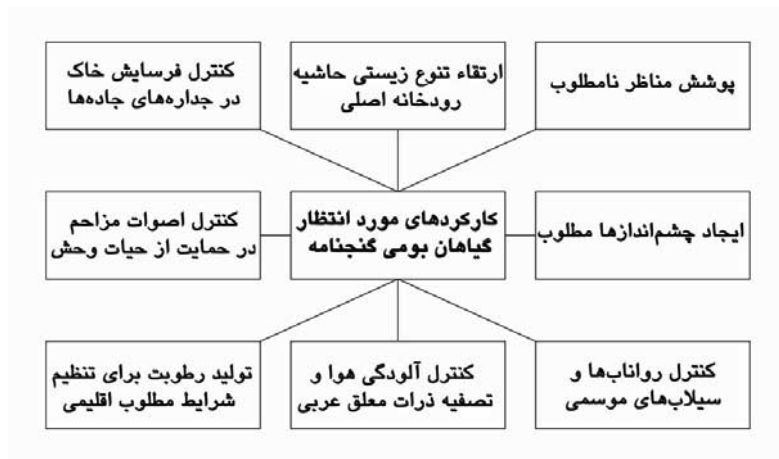 پوشش مناظر نامطلوب
ارتقاء تنوع زیستی حاشیه
رودخانه اصلی
کنترل فرسایش خاک
در جداره‌های جاده‌ها
ایجاد چشم‌اندازها مطلوب
کارکردهای مورد انتظار
گیاهان بومی گنجنامه
کنترل اصوات مزاحم
در حمایت از حیات وحش
کنترل رواناب‌ها و
سیلاب‌های موسمی
کنترل آلودگی هوا و
تصفیه ذرات معلق عربی
تولید رطوبت برای تنظیم
شرایط مطلوب اقلیمی